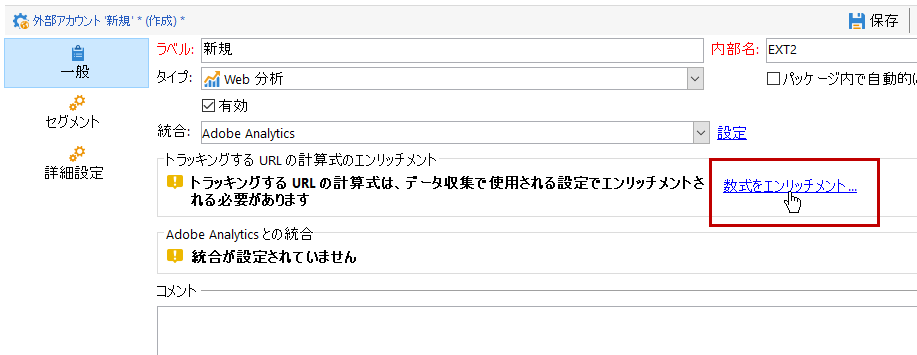 外部アカウント '新規' * (作成) *
保存
一般
セグメント
詳細設定
ラベル: 新規
内部名: EXT2
タイプ: Web 分析
パッケージ内で自動的に
有効
統合: Adobe Analytics
設定
トラッキングする URL の計算式のエンリッチメント
トラッキングする URL の計算式は、データ収集で使用される設定でエンリッチメントさ
れる必要があります
数式をエンリッチメント...
Adobe Analytics との統合
統合が設定されていません
コメント